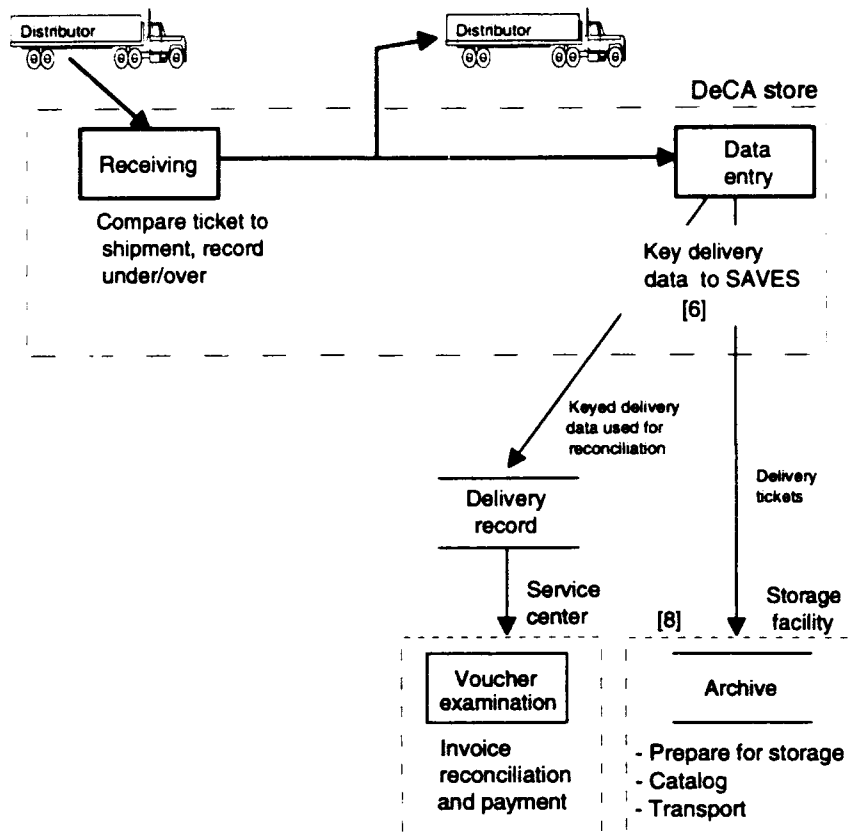 Distributor
Distributor
DeCA store
Receiving
Data
entry
Compare ticket to
shipment, record
under/over
Key delivery
data to SAVES
[6]
Keyed delivery
data used for
reconciliation
Delivery
tickets
Delivery
record
Service
center
Storage
facility
[8]
Voucher
examination
Archive
Invoice
reconciliation
and payment
- Prepare for storage
- Catalog
- Transport